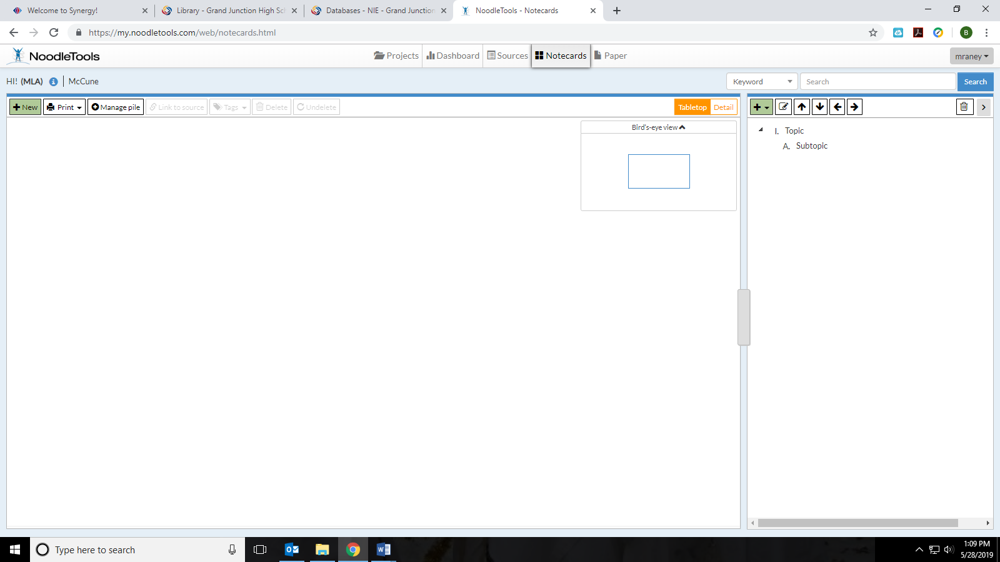 Welcome to Synergy!
Library - Grand Junction High Sc
Databases - NIE - Grand Junction
NoodleTools - Notecards
https://my.noodletools.com/web/notecards.html
B
NoodleTools
Projects
Dashboard
Sources
Notecards
Paper
mraney
HI! (MLA)
McCune
Keyword
Search
Search
New
Print
Manage pile
Link to source
Tags
Delete
Undelete
Tabletop
Detail
Bird's-eye view
I. Topic
A. Subtopic
Type here to search
1:09 PM
5/28/2019